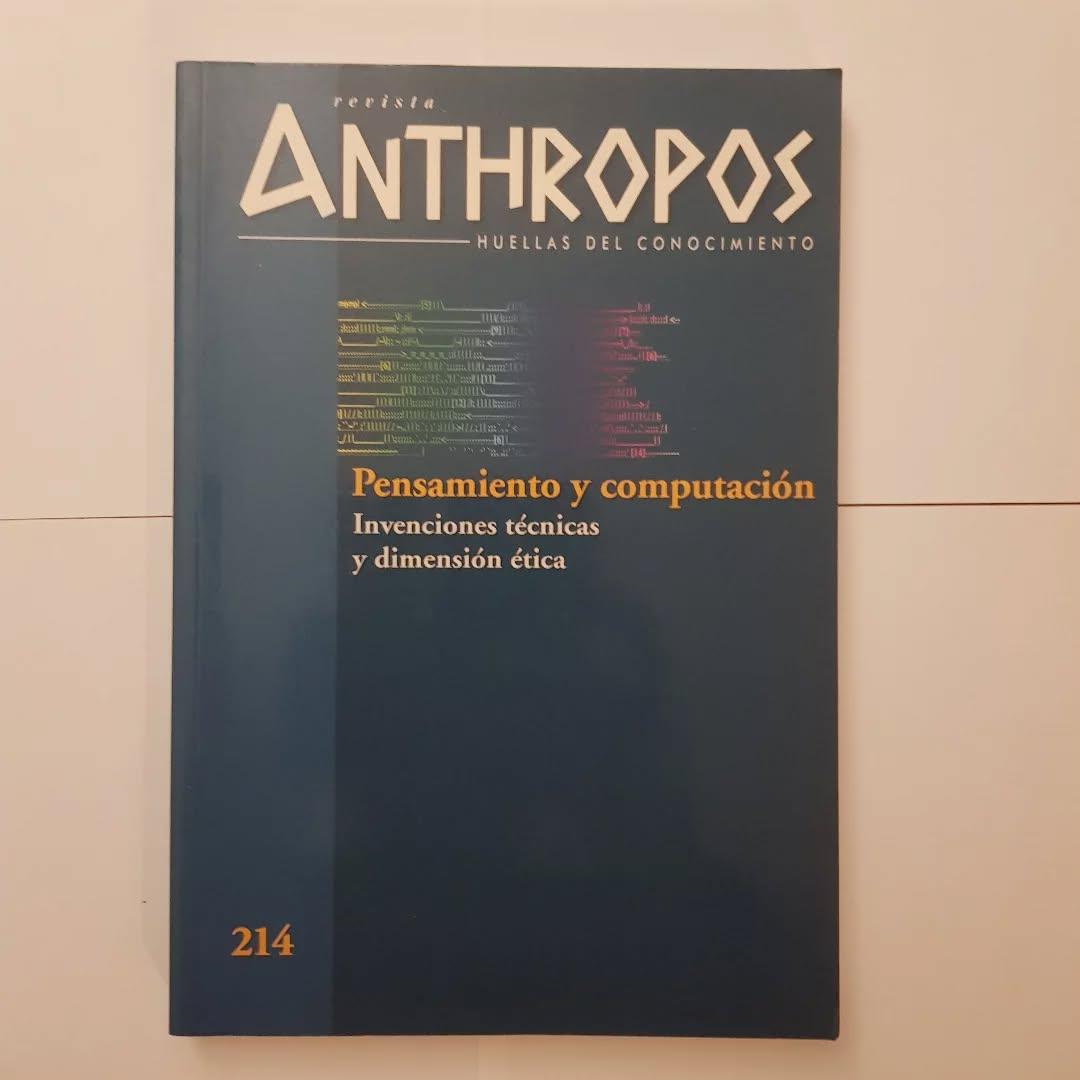 revista
ANTHROPOS
HUELLAS DEL CONOCIMIENTO
Pensamiento y computación
Invenciones técnicas
y dimensión ética
214